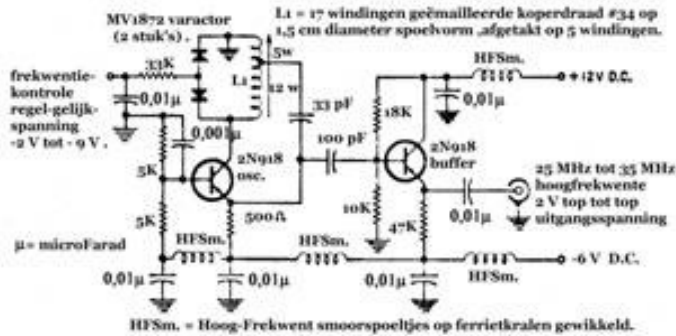 MV1872 varactor
(2 stuk's) .
L1 = 17 windingen geëmailleerde koperdraad #34 op
1,5 cm diameter spoelvorm ,afgetakt op 5 windingen.
HFSm.
+12V D.C.
33K
5w
L1
12 w
frekwentie-
kontrole
regel-gelijk-
spanning
-2 V tot - 9 V .
0,01µ
0,001µ
33 pF
18K
0,01µ
100 pF
2N918
osc.
2N918
buffer
5K
25 MHz tot 35 MHz
hoogfrekwente
2 V top tot top
uitgangsspanning
0,01µ
5K
500Ω
10K
47K
µ= microFarad
HFSm.
HFSm.
-6 V D.C.
HFSm.
0,01µ
0,01µ
0,01µ
HFSm. = Hoog-Frekwent smoorspoeltjes op ferrietkralen gewikkeld.